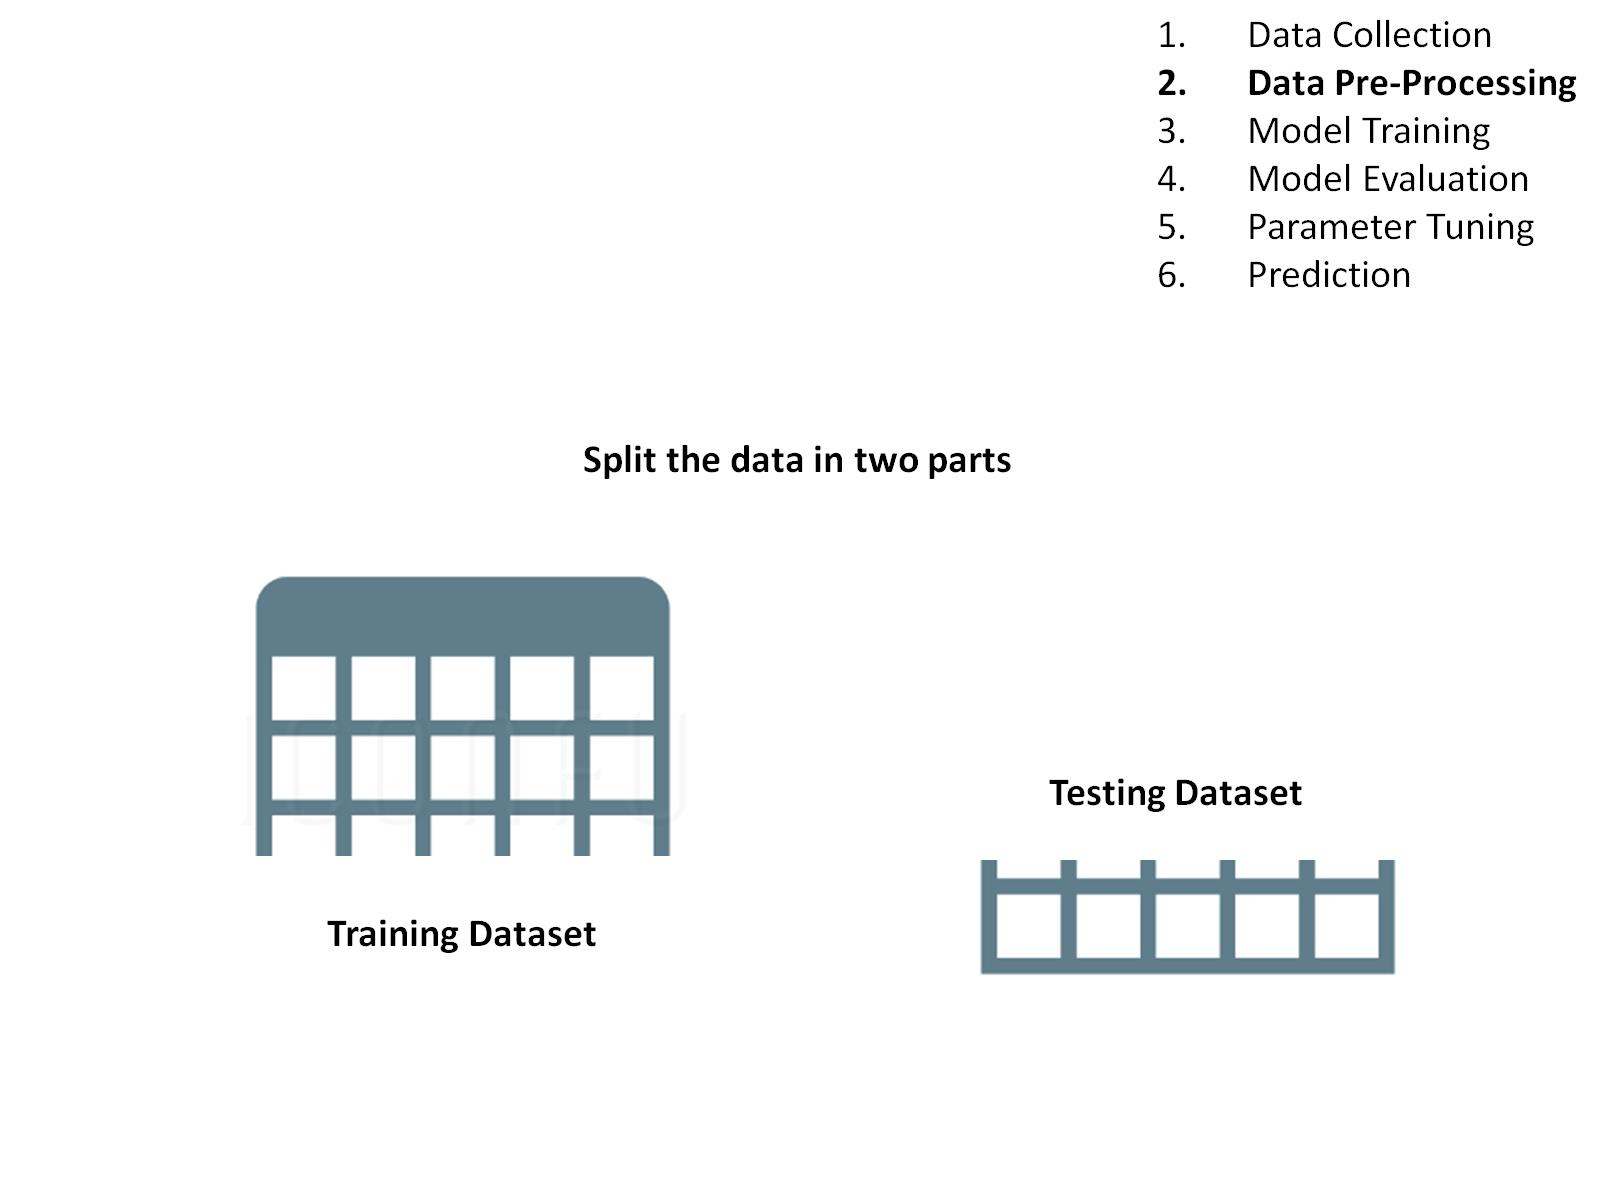 1. Data Collection
2. Data Pre-Processing
3. Model Training
4. Model Evaluation
5. Parameter Tuning
6. Prediction
Split the data in two parts
ICONFU
Testing Dataset
Training Dataset